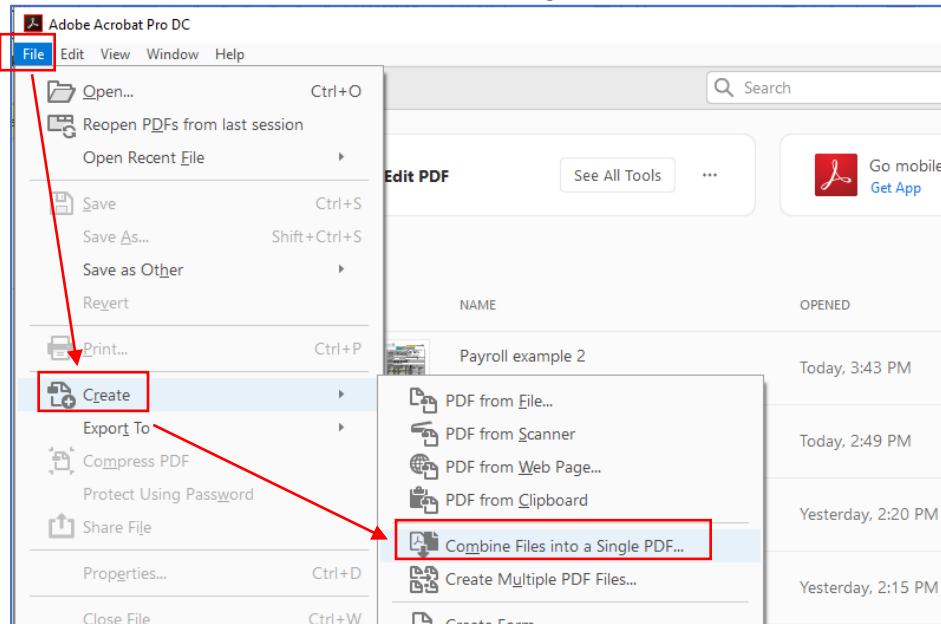 Adobe Acrobat Pro DC
File Edit View Window Help
Open... Ctrl+O
Search
Reopen PDFs from last session
Open Recent File
Edit PDF
See All Tools
Go mobile
Get App
Save Ctrl+S
Save As... Shift+Ctrl+S
Save as Other
Revert
NAME
OPENED
Print... Ctrl+P
Payroll example 2
Today, 3:43 PM
Create
PDF from File...
Export To
PDF from Scanner
Today, 2:49 PM
Compress PDF
PDF from Web Page...
Protect Using Password
PDF from Clipboard
Share File
Yesterday, 2:20 PM
Combine Files into a Single PDF...
Properties... Ctrl+D
Create Multiple PDF Files...
Yesterday, 2:15 PM
Close File Ctrl+W
Create Form